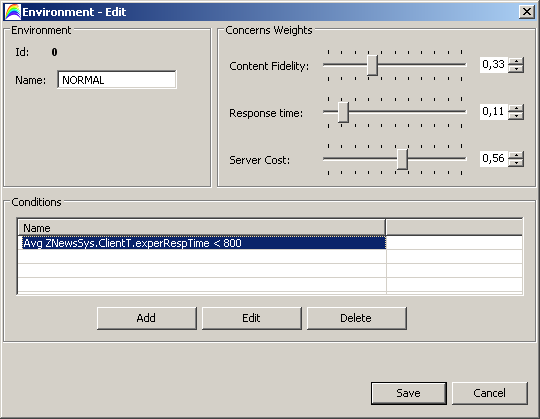 Environment - Edit
Environment
Id: 0
Name: NORMAL
Concerns Weights
Content Fidelity: 0,33
Response time: 0,11
Server Cost: 0,56
Conditions
Name
Avg ZNewsSys.ClientT.experRespTime < 800
Add Edit Delete
Save Cancel